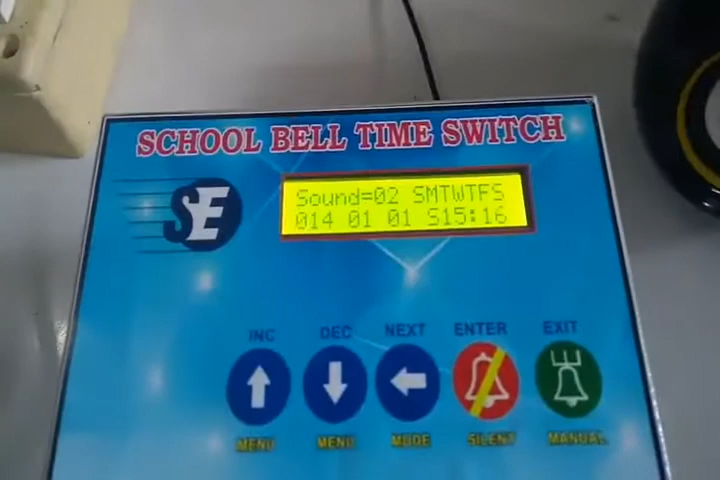 SCHOOL BELL TIME SWITCH
SE
Sound=02 SMTWTFS
014 01 01 S15:16
INC DEC NEXT ENTER EXIT
MENU MENU MODE SILENT MANUAL